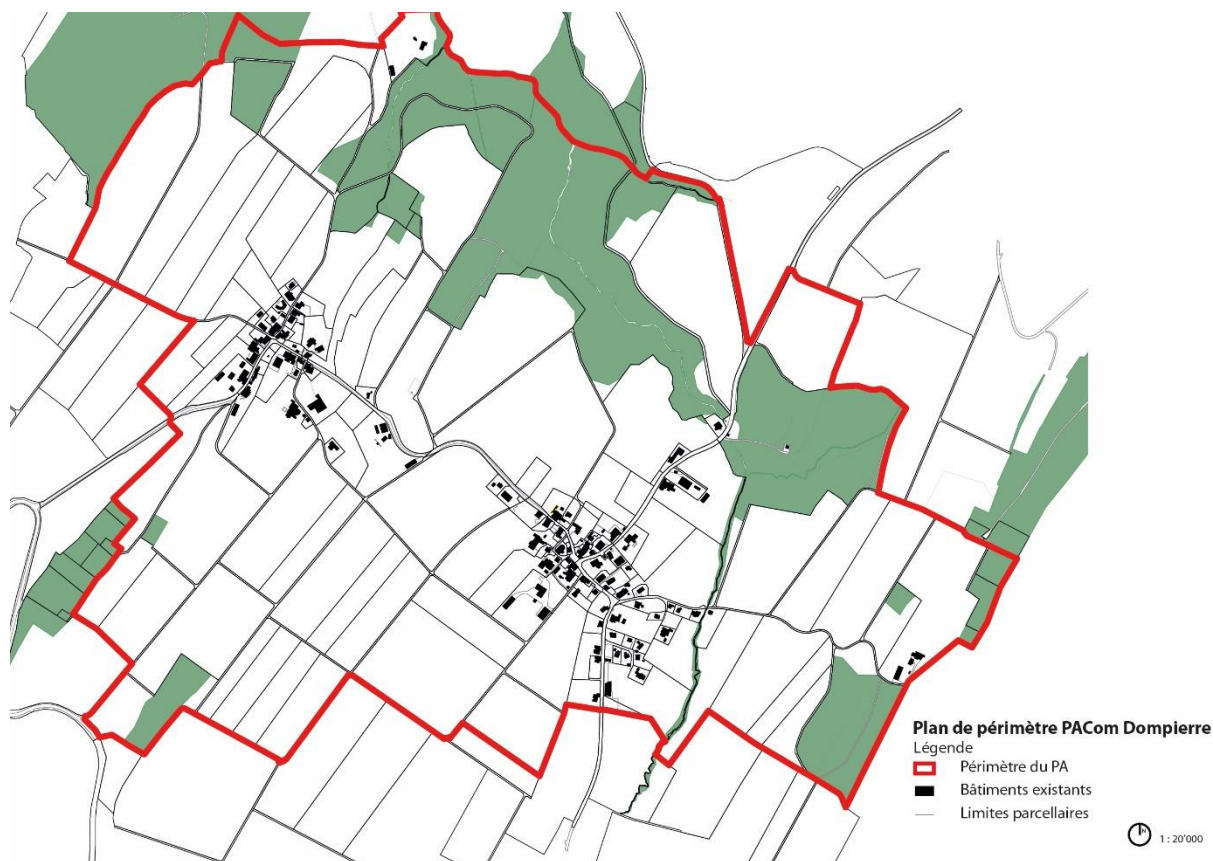 Plan de périmètre PACom Dompierre
Légende
Périmètre du PA
Bâtiments existants
Limites parcellaires
N
1 : 20'000